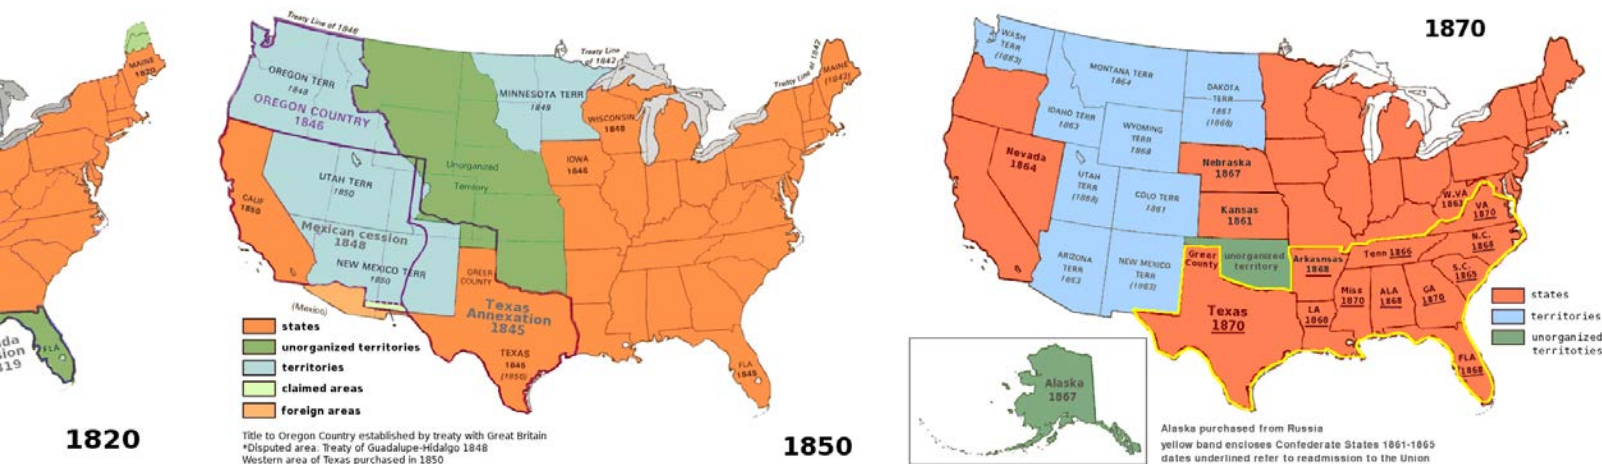 MAINE
1820
da
sion
319
FLA
1820
Treaty Line of 1846
Treaty Line
of 1842
Treaty Line of 1842
MAINE
(1842)
OREGON TERR
1848
OREGON COUNTRY
1846
MINNESOTA TERR
1849
WISCONSIN
1848
IOWA
1846
Unorganized
Territory
UTAH TERR
1850
CALIF
1850
Mexican cession
1848
NEW MEXICO TERR
1850
GREER
COUNTY
Texas
Annexation
1845
TEXAS
1845
(1850)
FLA
1845
(Mexico)
states
unorganized territories
territories
claimed areas
foreign areas
Title to Oregon Country established by treaty with Great Britain
*Disputed area: Treaty of Guadalupe-Hidalgo 1848
Western area of Texas purchased in 1850
1850
1870
WASH
TERR
(1863)
MONTANA TERR
1864
DAKOTA
TERR
1861
(1868)
IDAHO TERR
1863
WYOMING
TERR
1868
Nevada
1864
Nebraska
1867
UTAH
TERR
(1868)
COLO TERR
1861
Kansas
1861
W.VA
1863
VA
1870
ARIZONA
TERR
1863
NEW MEXICO
TERR
(1863)
Greer
County
unorganized
territory
Arkansmas
1868
Tenn 1866
N.C.
1868
S.C.
1865
Miss
1870
ALA
1868
GA
1870
LA
1868
Texas
1870
FLA
1868
states
territories
unorganized
territoties
Alaska
1867
Alaska purchased from Russia
yellow band encloses Confederate States 1861-1865
dates underlined refer to readmission to the Union